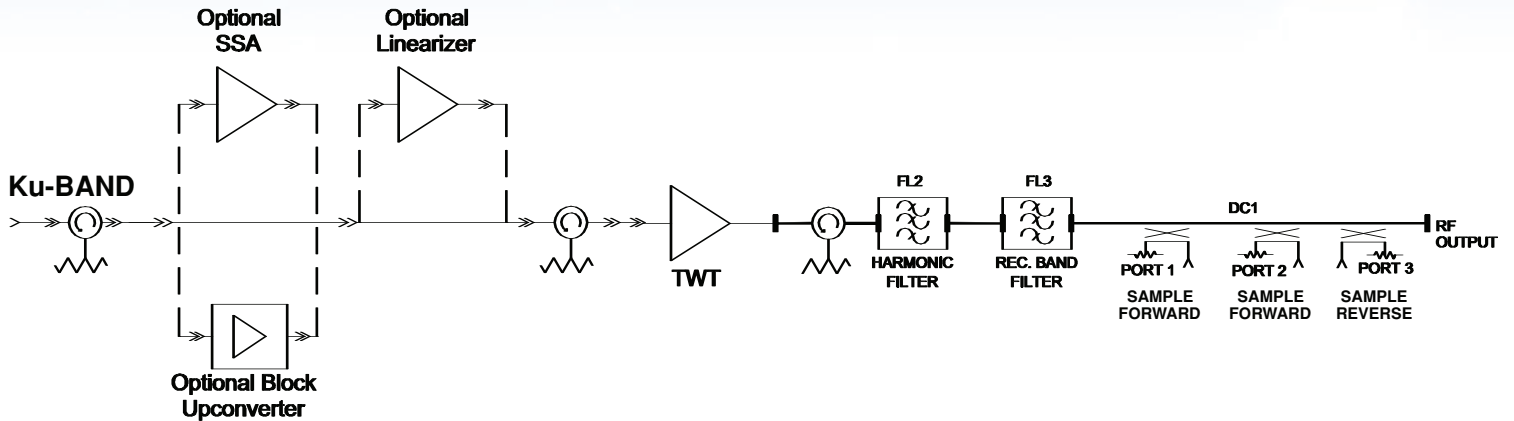 Optional
SSA
Optional
Linearizer
Ku-BAND
TWT
FL2
HARMONIC
FILTER
FL3
REC. BAND
FILTER
DC1
RF
OUTPUT
PORT 1
SAMPLE
FORWARD
PORT 2
SAMPLE
FORWARD
PORT 3
SAMPLE
REVERSE
Optional Block
Upconverter